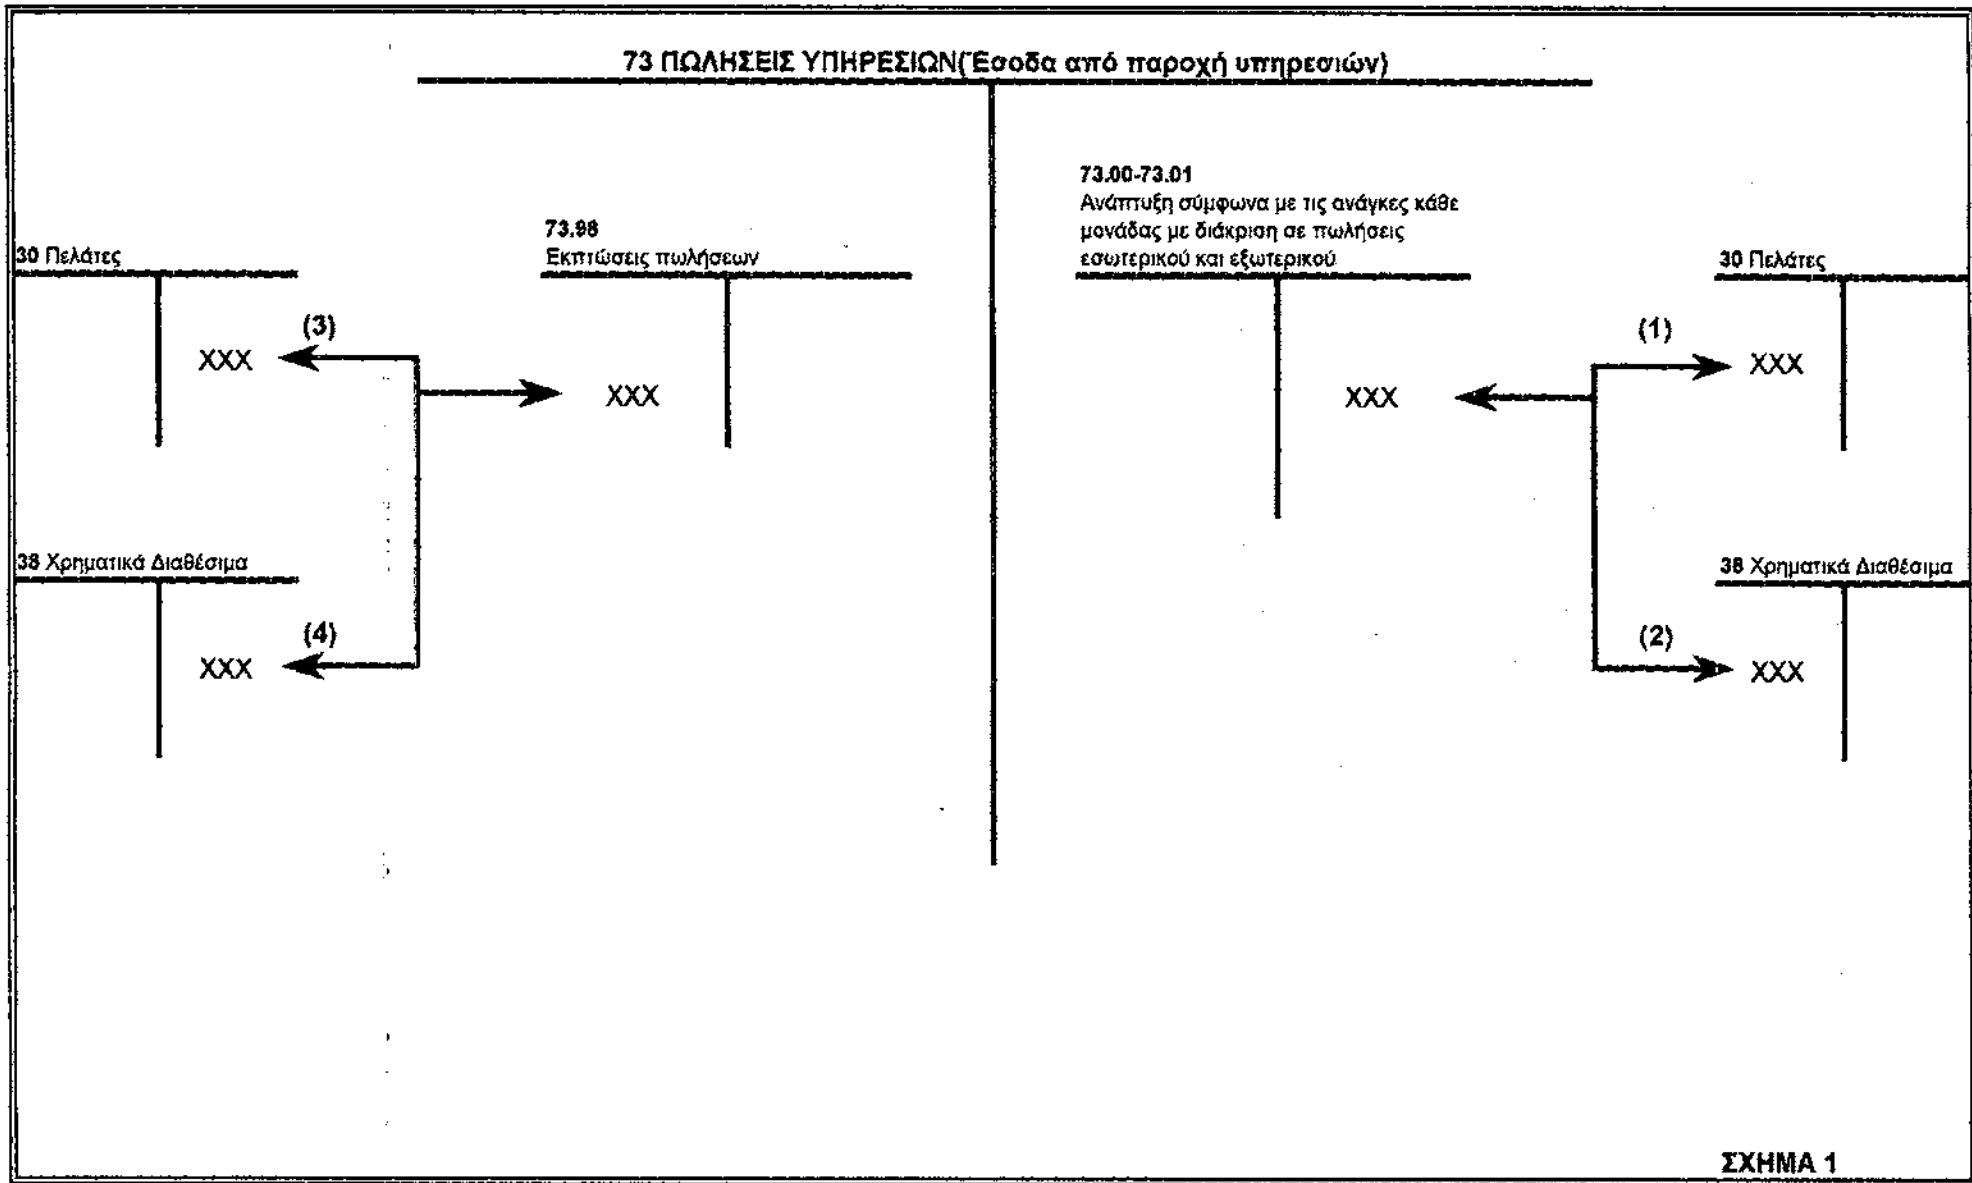 73 ΠΩΛΗΣΕΙΣ ΥΠΗΡΕΣΙΩΝ(Έσοδα από παροχή υπηρεσιών)
30 Πελάτες
73.98
Εκπτώσεις πωλήσεων
73.00-73.01
Ανάπτυξη σύμφωνα με τις ανάγκες κάθε
μονάδας με διάκριση σε πωλήσεις
εσωτερικού και εξωτερικού
30 Πελάτες
(3)
XXX
XXX
XXX
(1)
XXX
38 Χρηματικά Διαθέσιμα
38 Χρηματικά Διαθέσιμα
(4)
XXX
(2)
XXX
ΣΧΗΜΑ 1